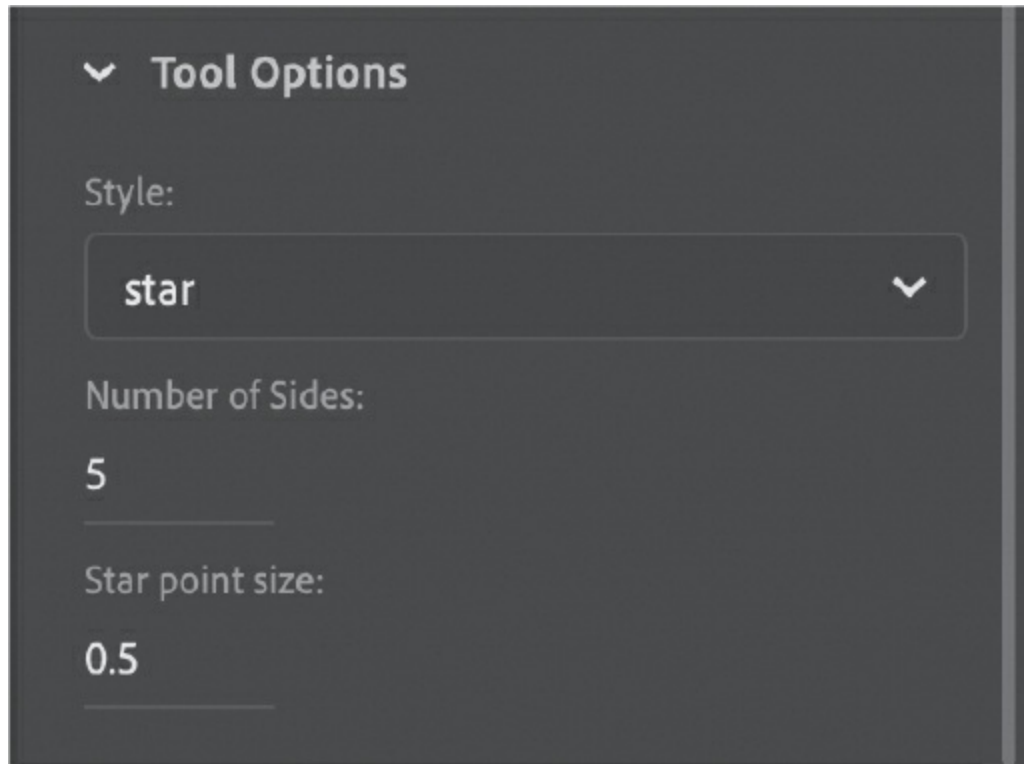 Tool Options
Style:
star
Number of Sides:
5
Star point size:
0.5